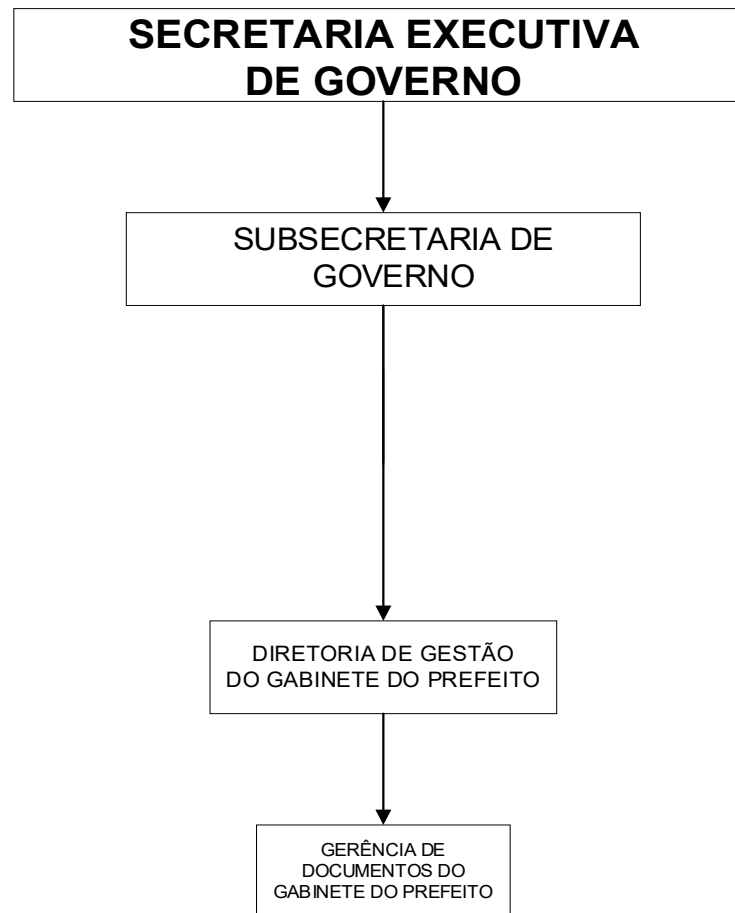 SECRETARIA EXECUTIVA
DE GOVERNO
SUBSECRETARIA DE
GOVERNO
DIRETORIA DE GESTÃO
DO GABINETE DO PREFEITO
GERÊNCIA DE
DOCUMENTOS DO
GABINETE DO PREFEITO